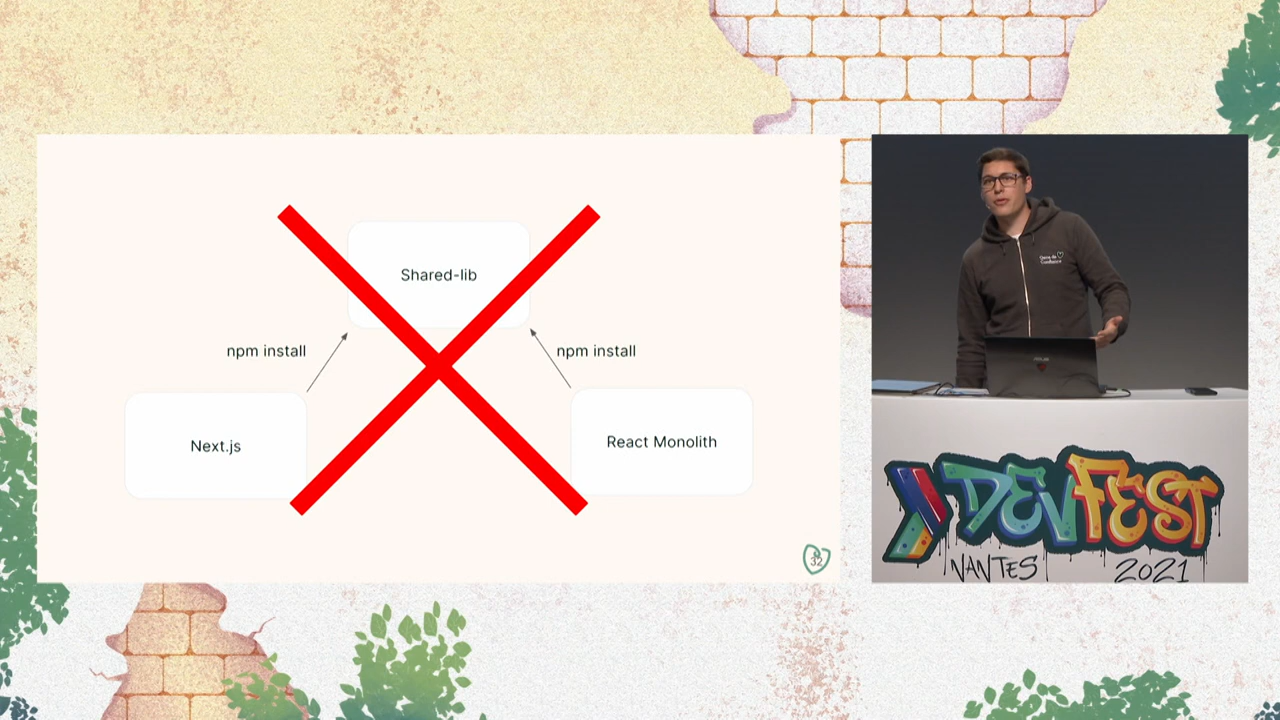 Shared-lib
npm install
npm install
Next.js
React Monolith
32
DEVFEST
NANTES
2021